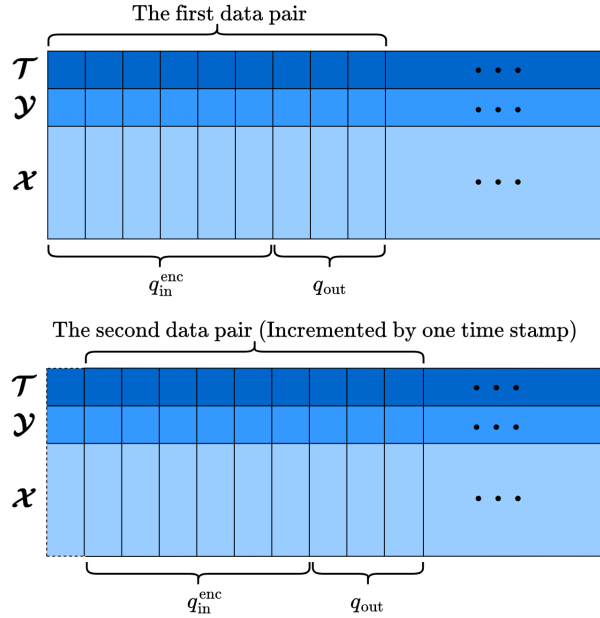 The first data pair
𝓣
𝓨 • • •
𝓧 • • •
q_in^enc q_out
The second data pair (Incremented by one time stamp)
𝓣 • • •
𝓨 • • •
𝓧 • • •
q_in^enc q_out